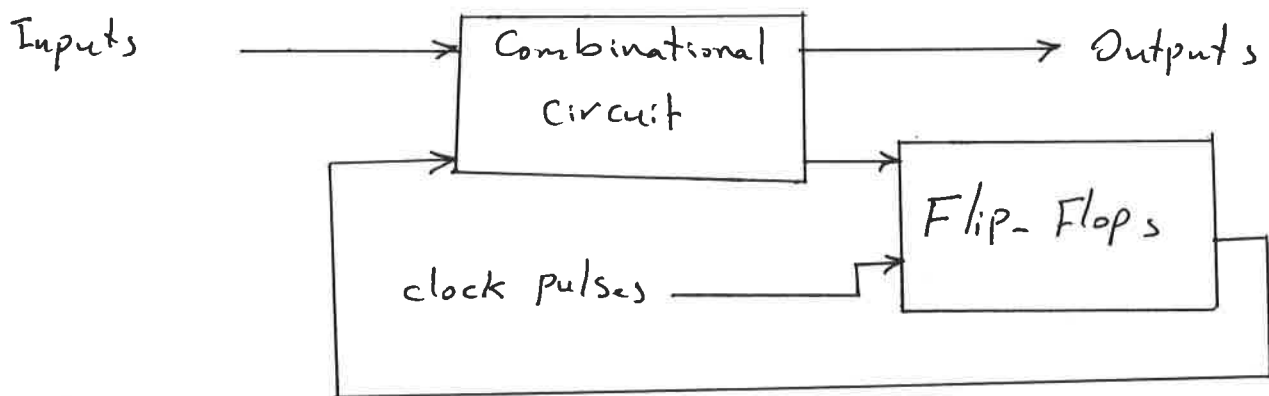 Inputs
Combinational
Circuit
Outputs
Flip-Flops
clock pulses